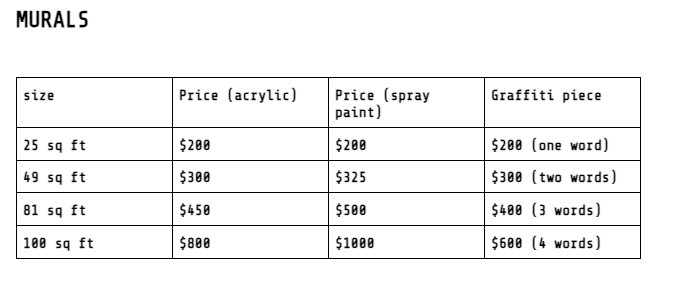 MURALS
size Price (acrylic) Price (spray paint) Graffiti piece
25 sq ft $200 $200 $200 (one word)
49 sq ft $300 $325 $300 (two words)
81 sq ft $450 $500 $400 (3 words)
100 sq ft $800 $1000 $600 (4 words)